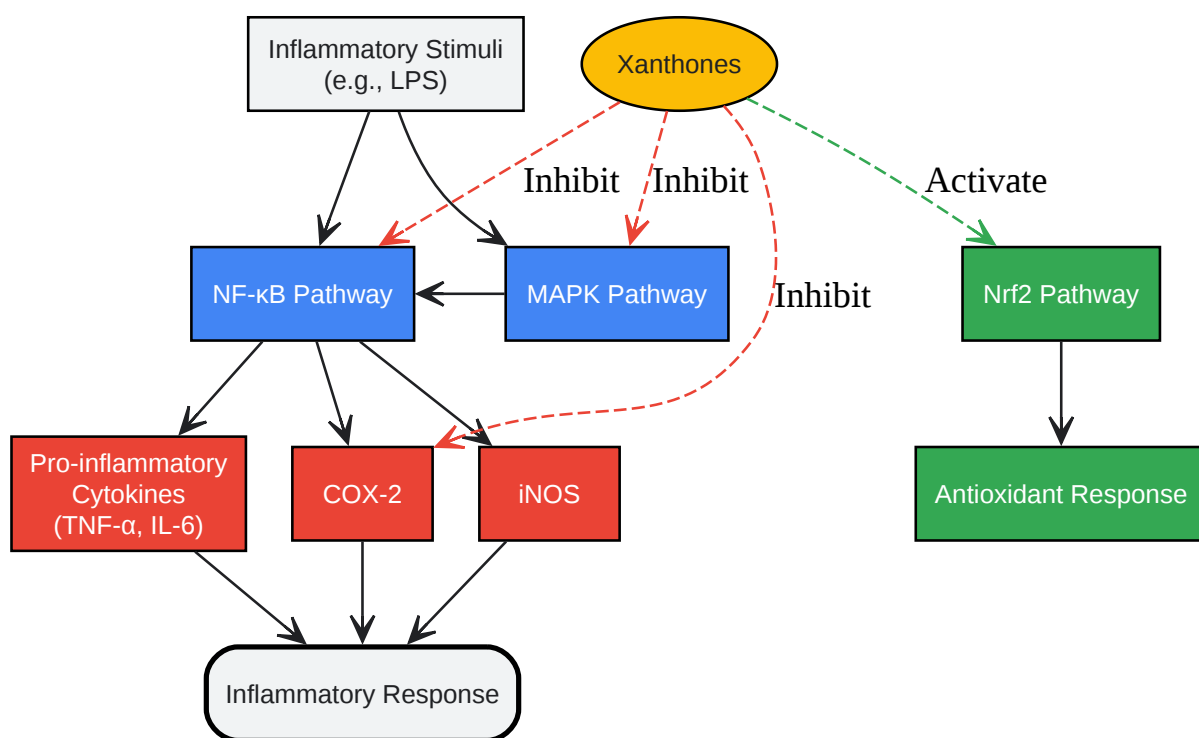 Inflammatory Stimuli
(e.g., LPS)
Xanthones
Inhibit
Inhibit
Activate
NF-κB Pathway
MAPK Pathway
Inhibit
Nrf2 Pathway
Pro-inflammatory
Cytokines
(TNF-α, IL-6)
COX-2
iNOS
Antioxidant Response
Inflammatory Response